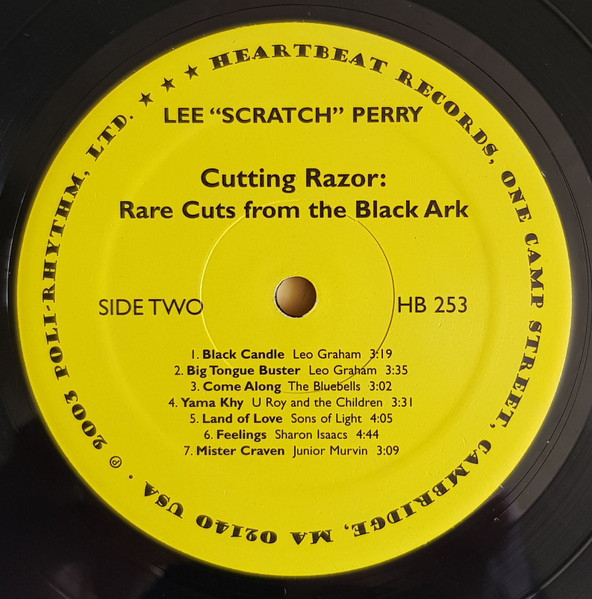 ★ ★ ★ HEARTBEAT RECORDS, ONE CAMP STREET, CAMBRIDGE, MA 02140 USA. ℗ 2003 POLI-RHYTHM, LTD.
LEE “SCRATCH” PERRY
Cutting Razor:
Rare Cuts from the Black Ark
SIDE TWO
HB 253
1. Black Candle Leo Graham 3:19
2. Big Tongue Buster Leo Graham 3:35
3. Come Along The Bluebells 3:02
4. Yama Khy U Roy and the Children 3:31
5. Land of Love Sons of Light 4:05
6. Feelings Sharon Isaacs 4:44
7. Mister Craven Junior Murvin 3:09